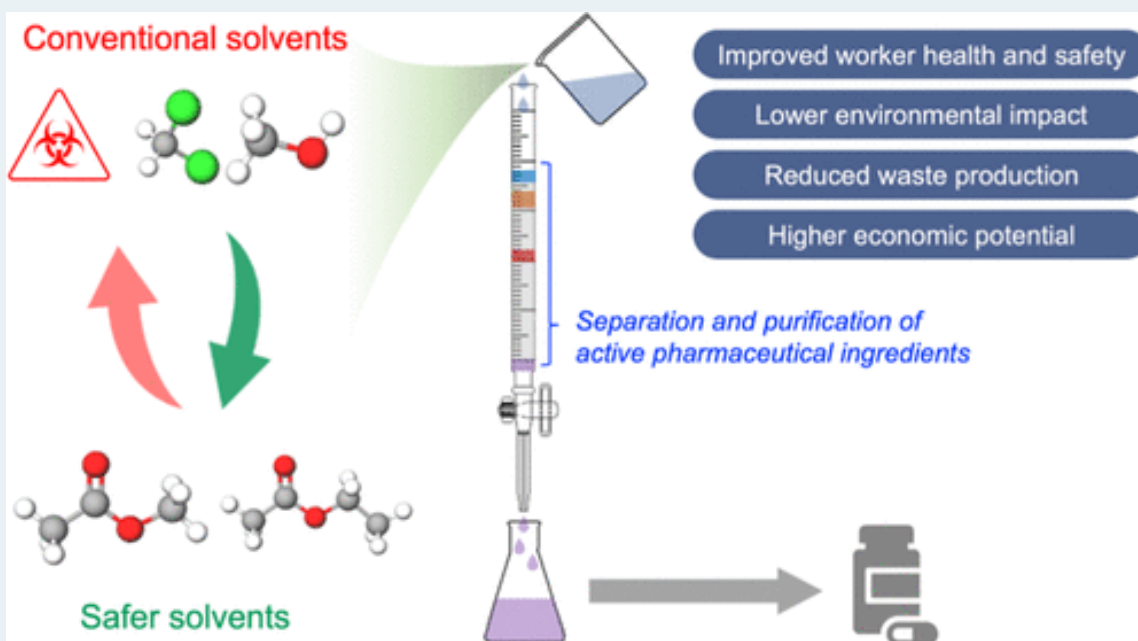 Conventional solvents
Improved worker health and safety
Lower environmental impact
Reduced waste production
Higher economic potential
Separation and purification of
active pharmaceutical ingredients
Safer solvents